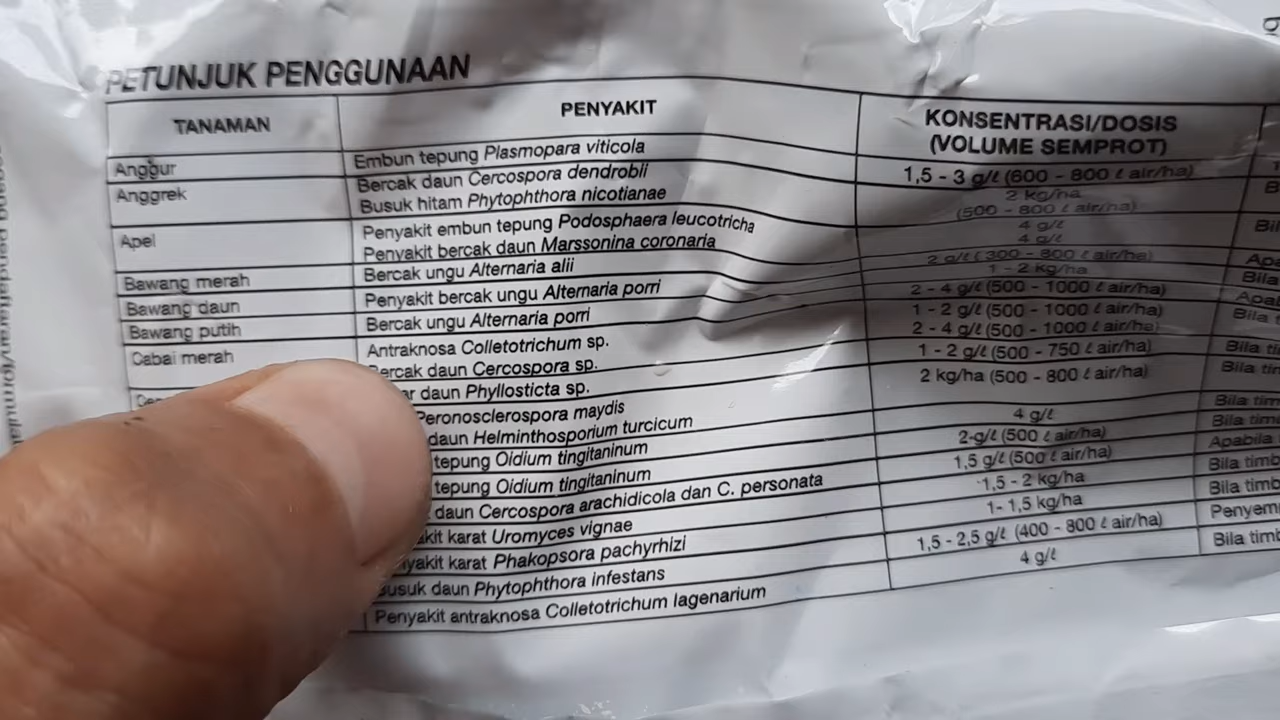 PETUNJUK PENGGUNAAN
TANAMAN PENYAKIT KONSENTRASI/DOSIS (VOLUME SEMPROT)
Anggur Embun tepung Plasmopara viticola 1,5 - 3 g/ℓ (600 - 800 ℓ air/ha)
Anggrek Bercak daun Cercospora dendrobli 2 kg/ha
Busuk hitam Phytophthora nicotianae (500 - 800 ℓ air/ha)
Apel Penyakit embun tepung Podosphaera leucotricha 4 g/ℓ
Penyakit bercak daun Marssonina coronaria 4 g/ℓ
Bawang merah Bercak ungu Alternaria alii 2 g/ℓ (300 - 800 ℓ air/ha)
1 - 2 kg/ha
Bawang daun Penyakit bercak ungu Alternaria porri 2 - 4 g/ℓ (500 - 1000 ℓ air/ha)
Bawang putih Bercak ungu Alternaria porri 1 - 2 g/ℓ (500 - 1000 ℓ air/ha)
Cabai merah Antraknosa Colletotrichum sp. 2 - 4 g/ℓ (500 - 1000 ℓ air/ha)
daun Cercospora sp. 1 - 2 g/ℓ (500 - 750 ℓ air/ha)
daun Phyllosticta sp. 2 kg/ha (500 - 800 ℓ air/ha)
Peronosclerospora maydis
daun Helminthosporium turcicum 4 g/ℓ
tepung Oidium tingitaninum 2-g/ℓ (500 ℓ air/ha)
tepung Oidium tingitaninum 1,5 g/ℓ (500 ℓ air/ha)
daun Cercospora arachidicola dan C. personata 1,5 - 2 kg/ha
karat Uromyces vignae 1- 1,5 kg/ha
karat Phakopsora pachyrhizi 1,5 - 2,5 g/ℓ (400 - 800 ℓ air/ha)
Busuk daun Phytophthora infestans 4 g/ℓ
Penyakit antraknosa Colletotrichum lagenarium
Apabila
Bila